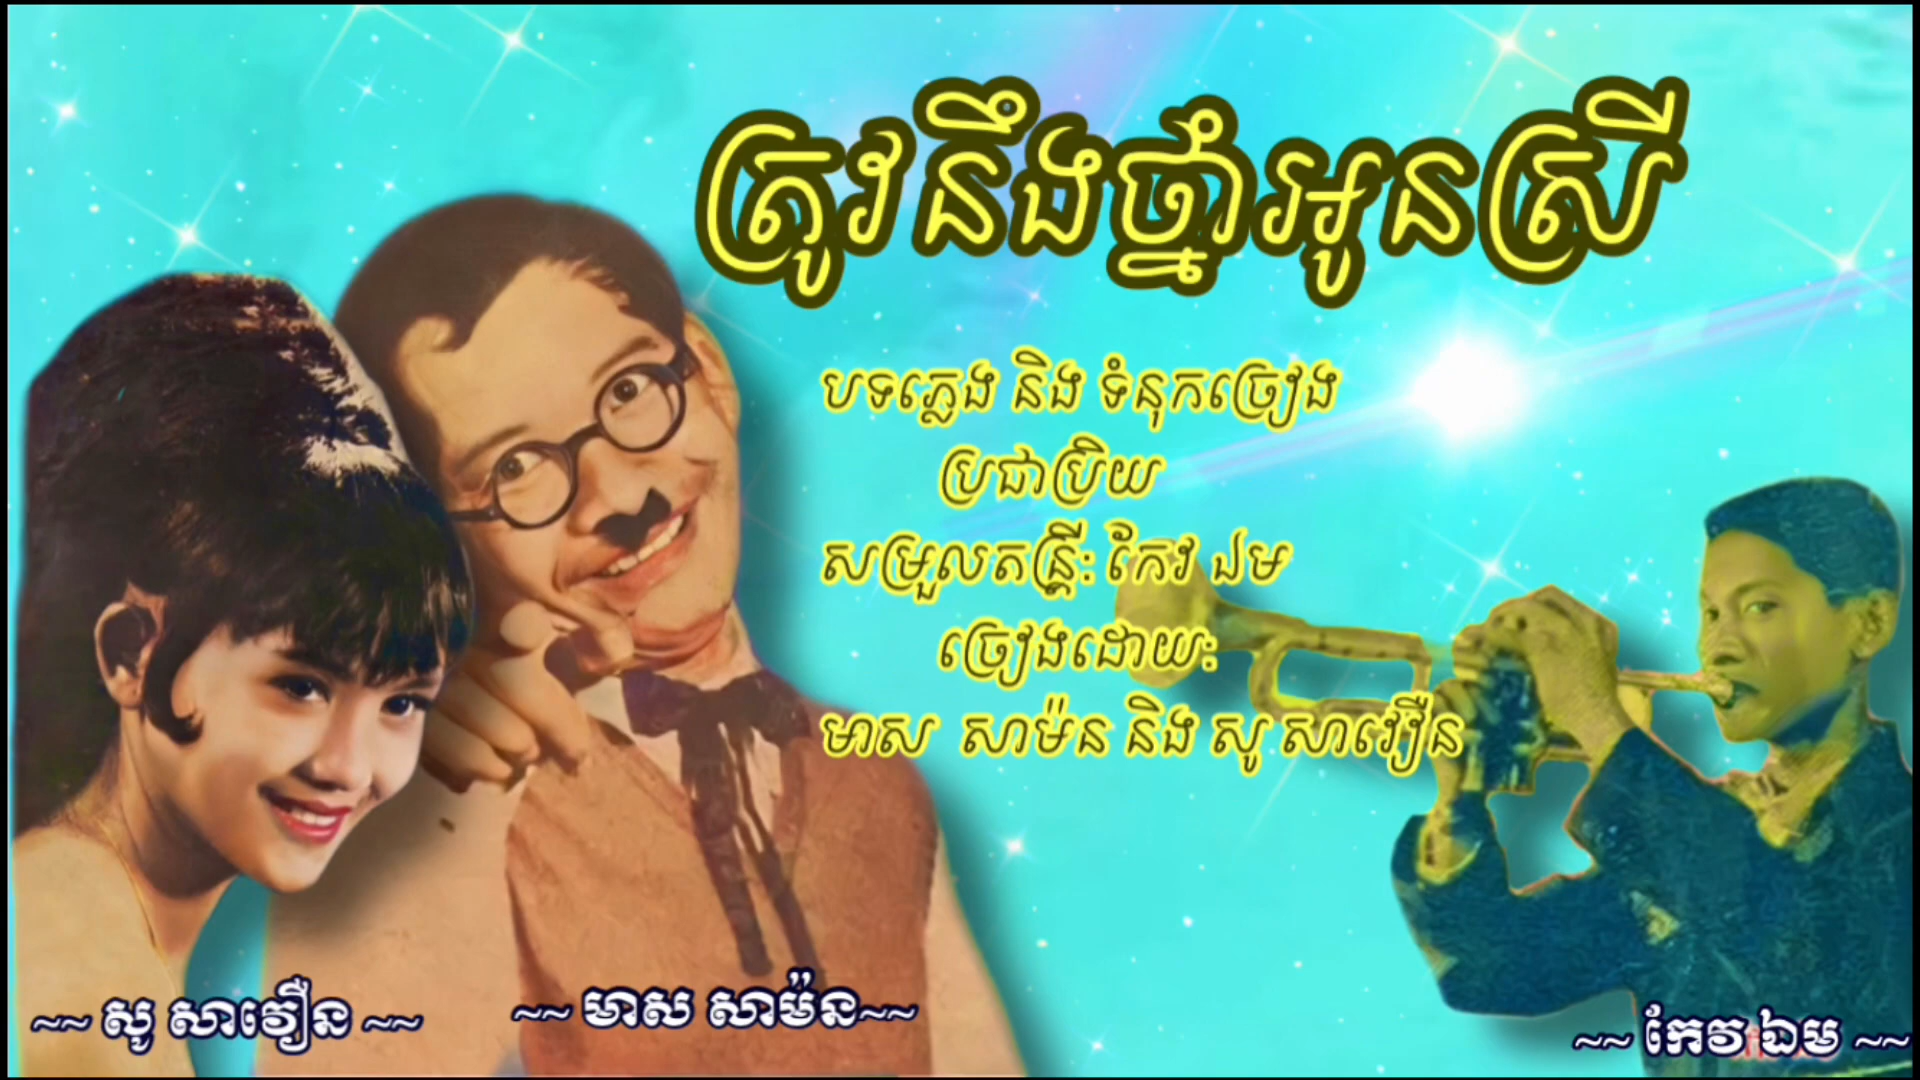 ត្រូវនឹងថ្នាំអូនស្រី
បទភ្លេង និង ទំនុកច្រៀង
ប្រជាប្រិយ
សម្រួលតន្ត្រី: កែវ ឯម
ច្រៀងដោយ:
មាស សាម៉ន និង សូ សាវឿន
~~ សូ សាវឿន ~~
~~ មាស សាម៉ន~~
~~ កែវ ឯម ~~